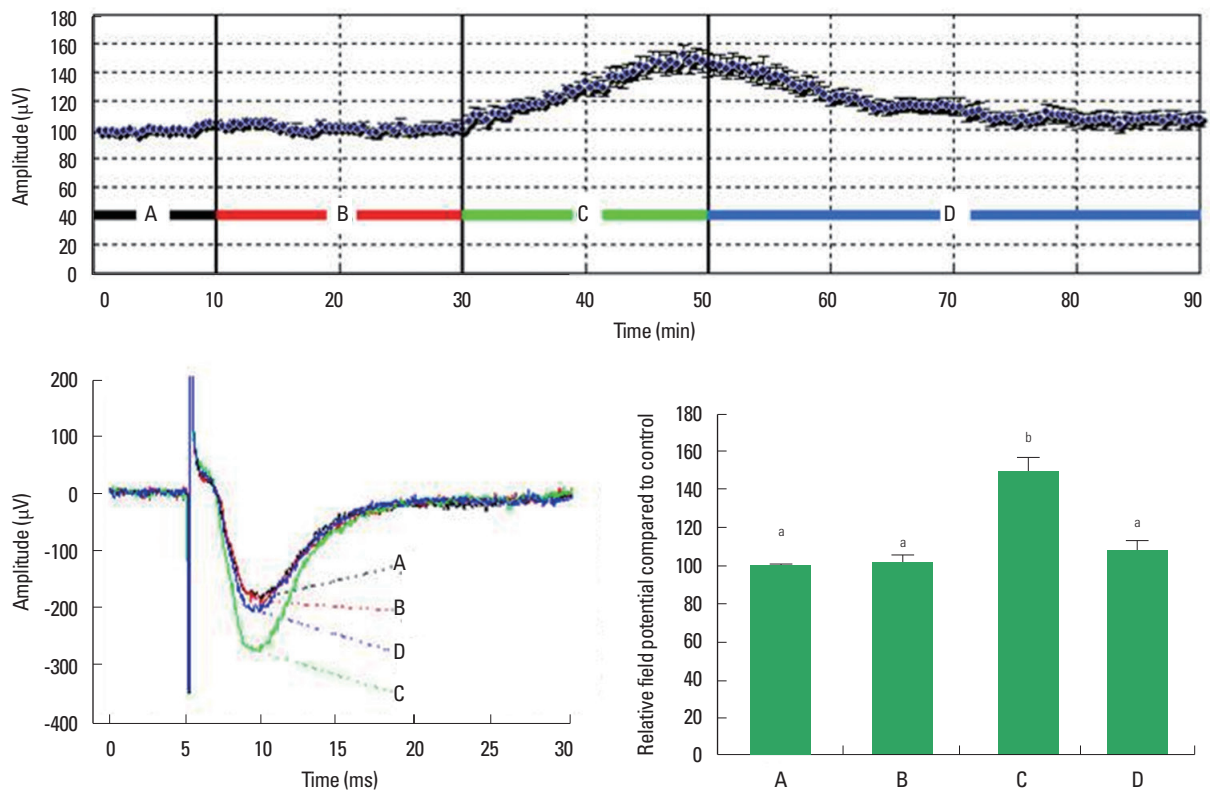 Amplitude (µV)
180
160
140
120
100
80
60
40
20
0
A B C D
0 10 20 30 40 50 60 70 80 90
Time (min)
Amplitude (µV)
200
100
0
-100
-200
-300
-400
A
B
D
C
0 5 10 15 20 25 30
Time (ms)
Relative field potential compared to control
180
160
140
120
100
80
60
40
20
0
a a b a
A B C D